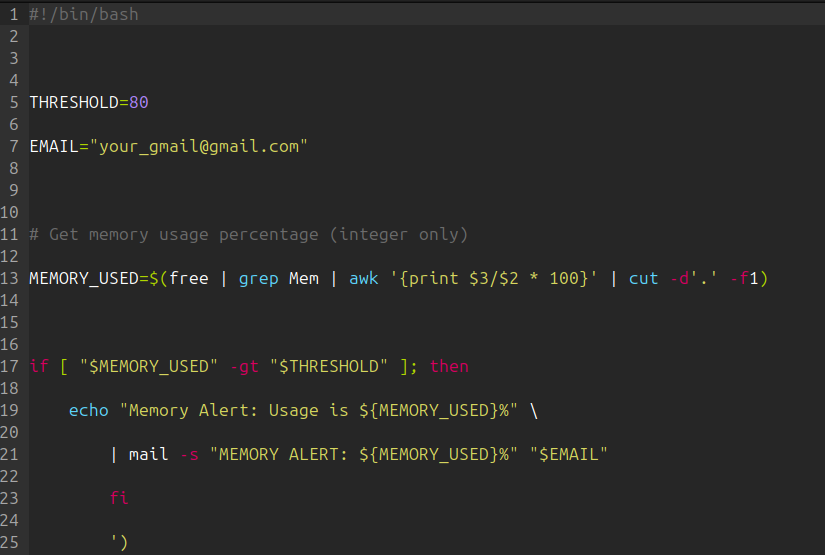 1 #!/bin/bash
2
3
4
5 THRESHOLD=80
6
7 EMAIL="your_gmail@gmail.com"
8
9
10
11 # Get memory usage percentage (integer only)
12
13 MEMORY_USED=$(free | grep Mem | awk '{print $3/$2 * 100}' | cut -d'.' -f1)
14
15
16
17 if [ "$MEMORY_USED" -gt "$THRESHOLD" ]; then
18
19     echo "Memory Alert: Usage is ${MEMORY_USED}%" \
20
21         | mail -s "MEMORY ALERT: ${MEMORY_USED}%" "$EMAIL"
22
23         fi
24
25         ')